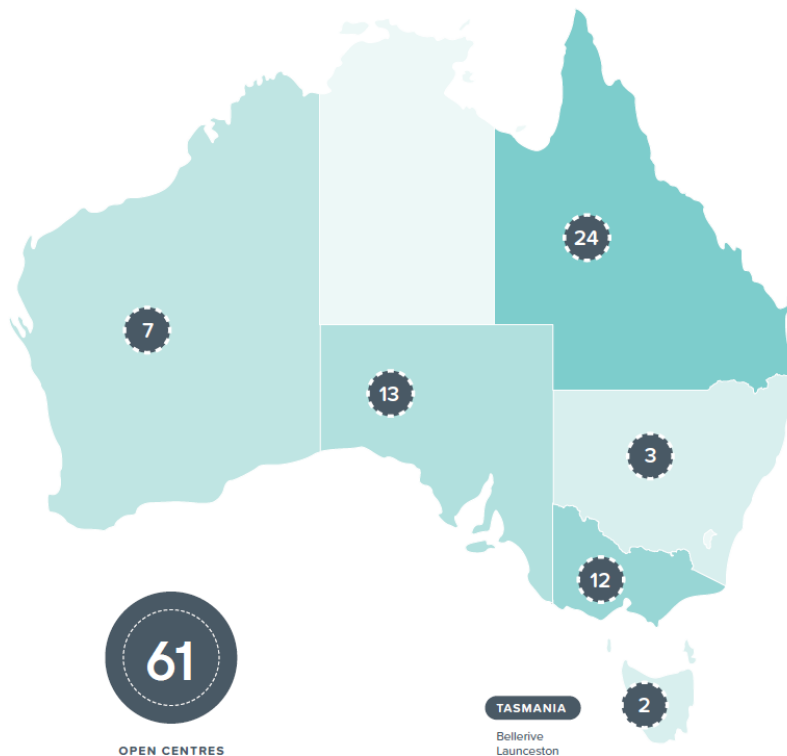 24
7
13
3
12
61
OPEN CENTRES
TASMANIA
2
Bellerive
Launceston